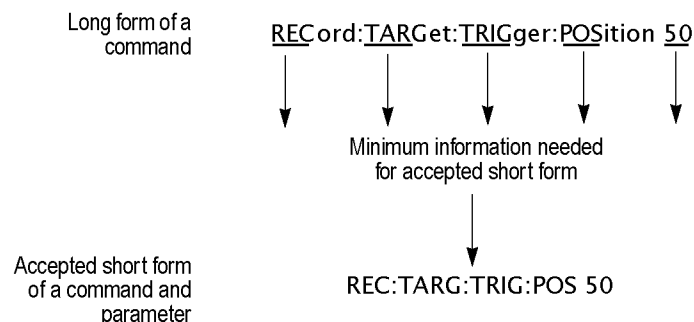 Long form of a
command
RECord:TARGet:TRIGger:POSition 50
Minimum information needed
for accepted short form
Accepted short form
of a command and
parameter
REC:TARG:TRIG:POS 50